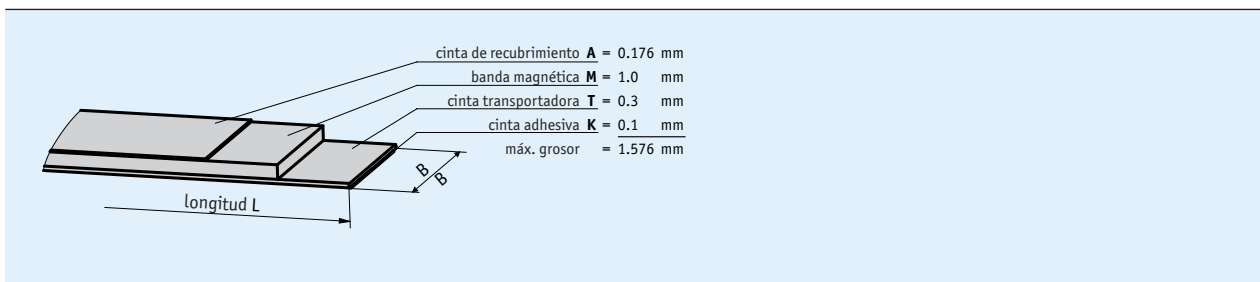 cinta de recubrimiento A = 0.176 mm
banda magnética M = 1.0 mm
cinta transportadora T = 0.3 mm
cinta adhesiva K = 0.1 mm
máx. grosor = 1.576 mm
B
B
longitud L